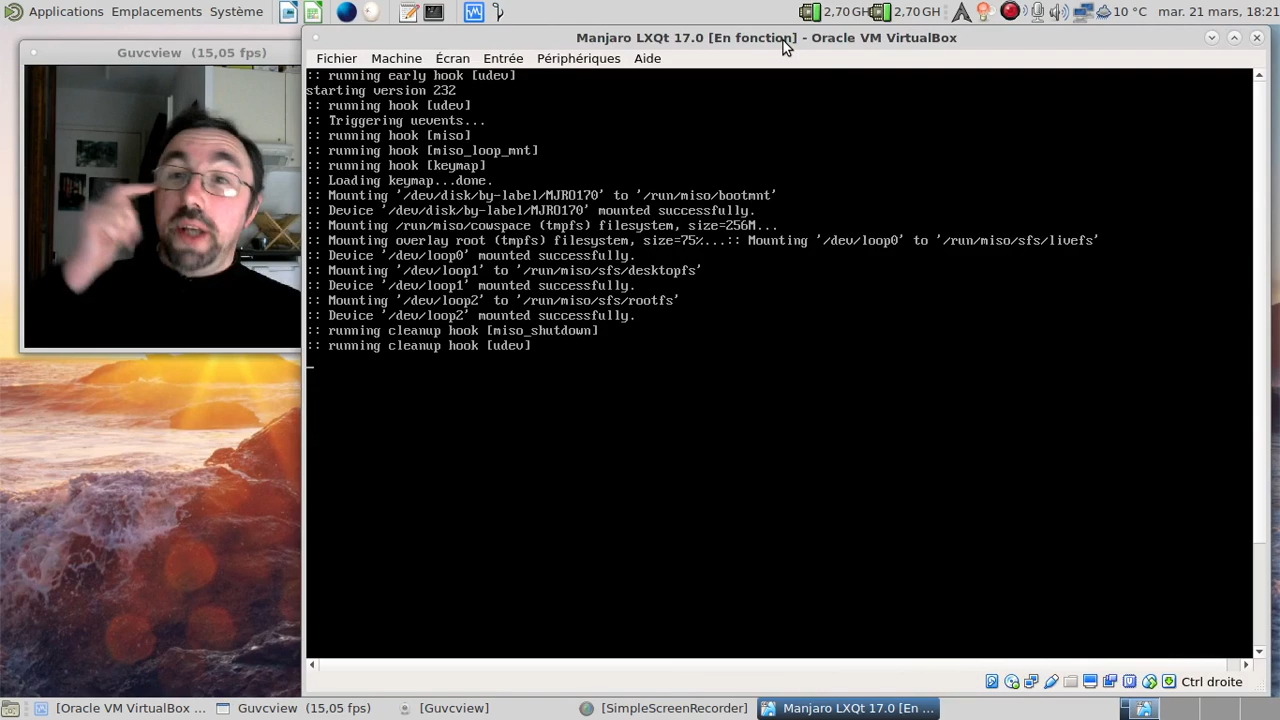 Applications Emplacements Système
2,70 GH 2,70 GH 10 °C mar. 21 mars, 18:21
Guvcview (15,05 fps)
Manjaro LXQt 17.0 [En fonction] - Oracle VM VirtualBox
Fichier Machine Écran Entrée Périphériques Aide
:: running early hook [udev]
starting version 232
:: running hook [udev]
:: Triggering uevents...
:: running hook [miso]
:: running hook [miso_loop_mnt]
:: running hook [keymap]
:: Loading keymap...done.
:: Mounting '/dev/disk/by-label/MJRO170' to '/run/miso/bootmnt'
:: Device '/dev/disk/by-label/MJRO170' mounted successfully.
:: Mounting /run/miso/cowspace (tmpfs) filesystem, size=256M...
:: Mounting overlay root (tmpfs) filesystem, size=75%...:: Mounting '/dev/loop0' to '/run/miso/sfs/livefs'
:: Device '/dev/loop0' mounted successfully.
:: Mounting '/dev/loop1' to '/run/miso/sfs/desktopfs'
:: Device '/dev/loop1' mounted successfully.
:: Mounting '/dev/loop2' to '/run/miso/sfs/rootfs'
:: Device '/dev/loop2' mounted successfully.
:: running cleanup hook [miso_shutdown]
:: running cleanup hook [udev]
Ctrl droite
[Oracle VM VirtualBox ... Guvcview (15,05 fps) [Guvcview] [SimpleScreenRecorder] Manjaro LXQt 17.0 [En ...